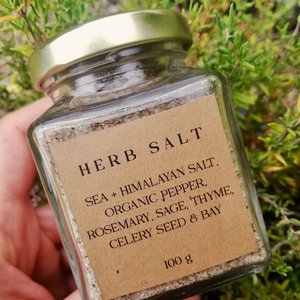 HERB SALT
SEA + HIMALAYAN SALT,
ORGANIC PEPPER,
ROSEMARY, SAGE, THYME,
CELERY SEED & BAY
100 g